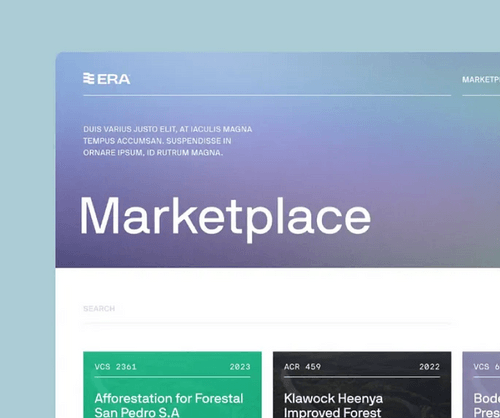 ERA
MARKETP
DUIS VARIUS JUSTO ELIT, AT IACULIS MAGNA
TEMPUS ACCUMSAN. SUSPENDISSE IN
ORNARE IPSUM, ID RUTRUM MAGNA.
Marketplace
SEARCH
VCS 2361 2023
Afforestation for Forestal
San Pedro S.A
ACR 459 2022
Klawock Heenya
Improved Forest
VCS 6
Bod
Pres